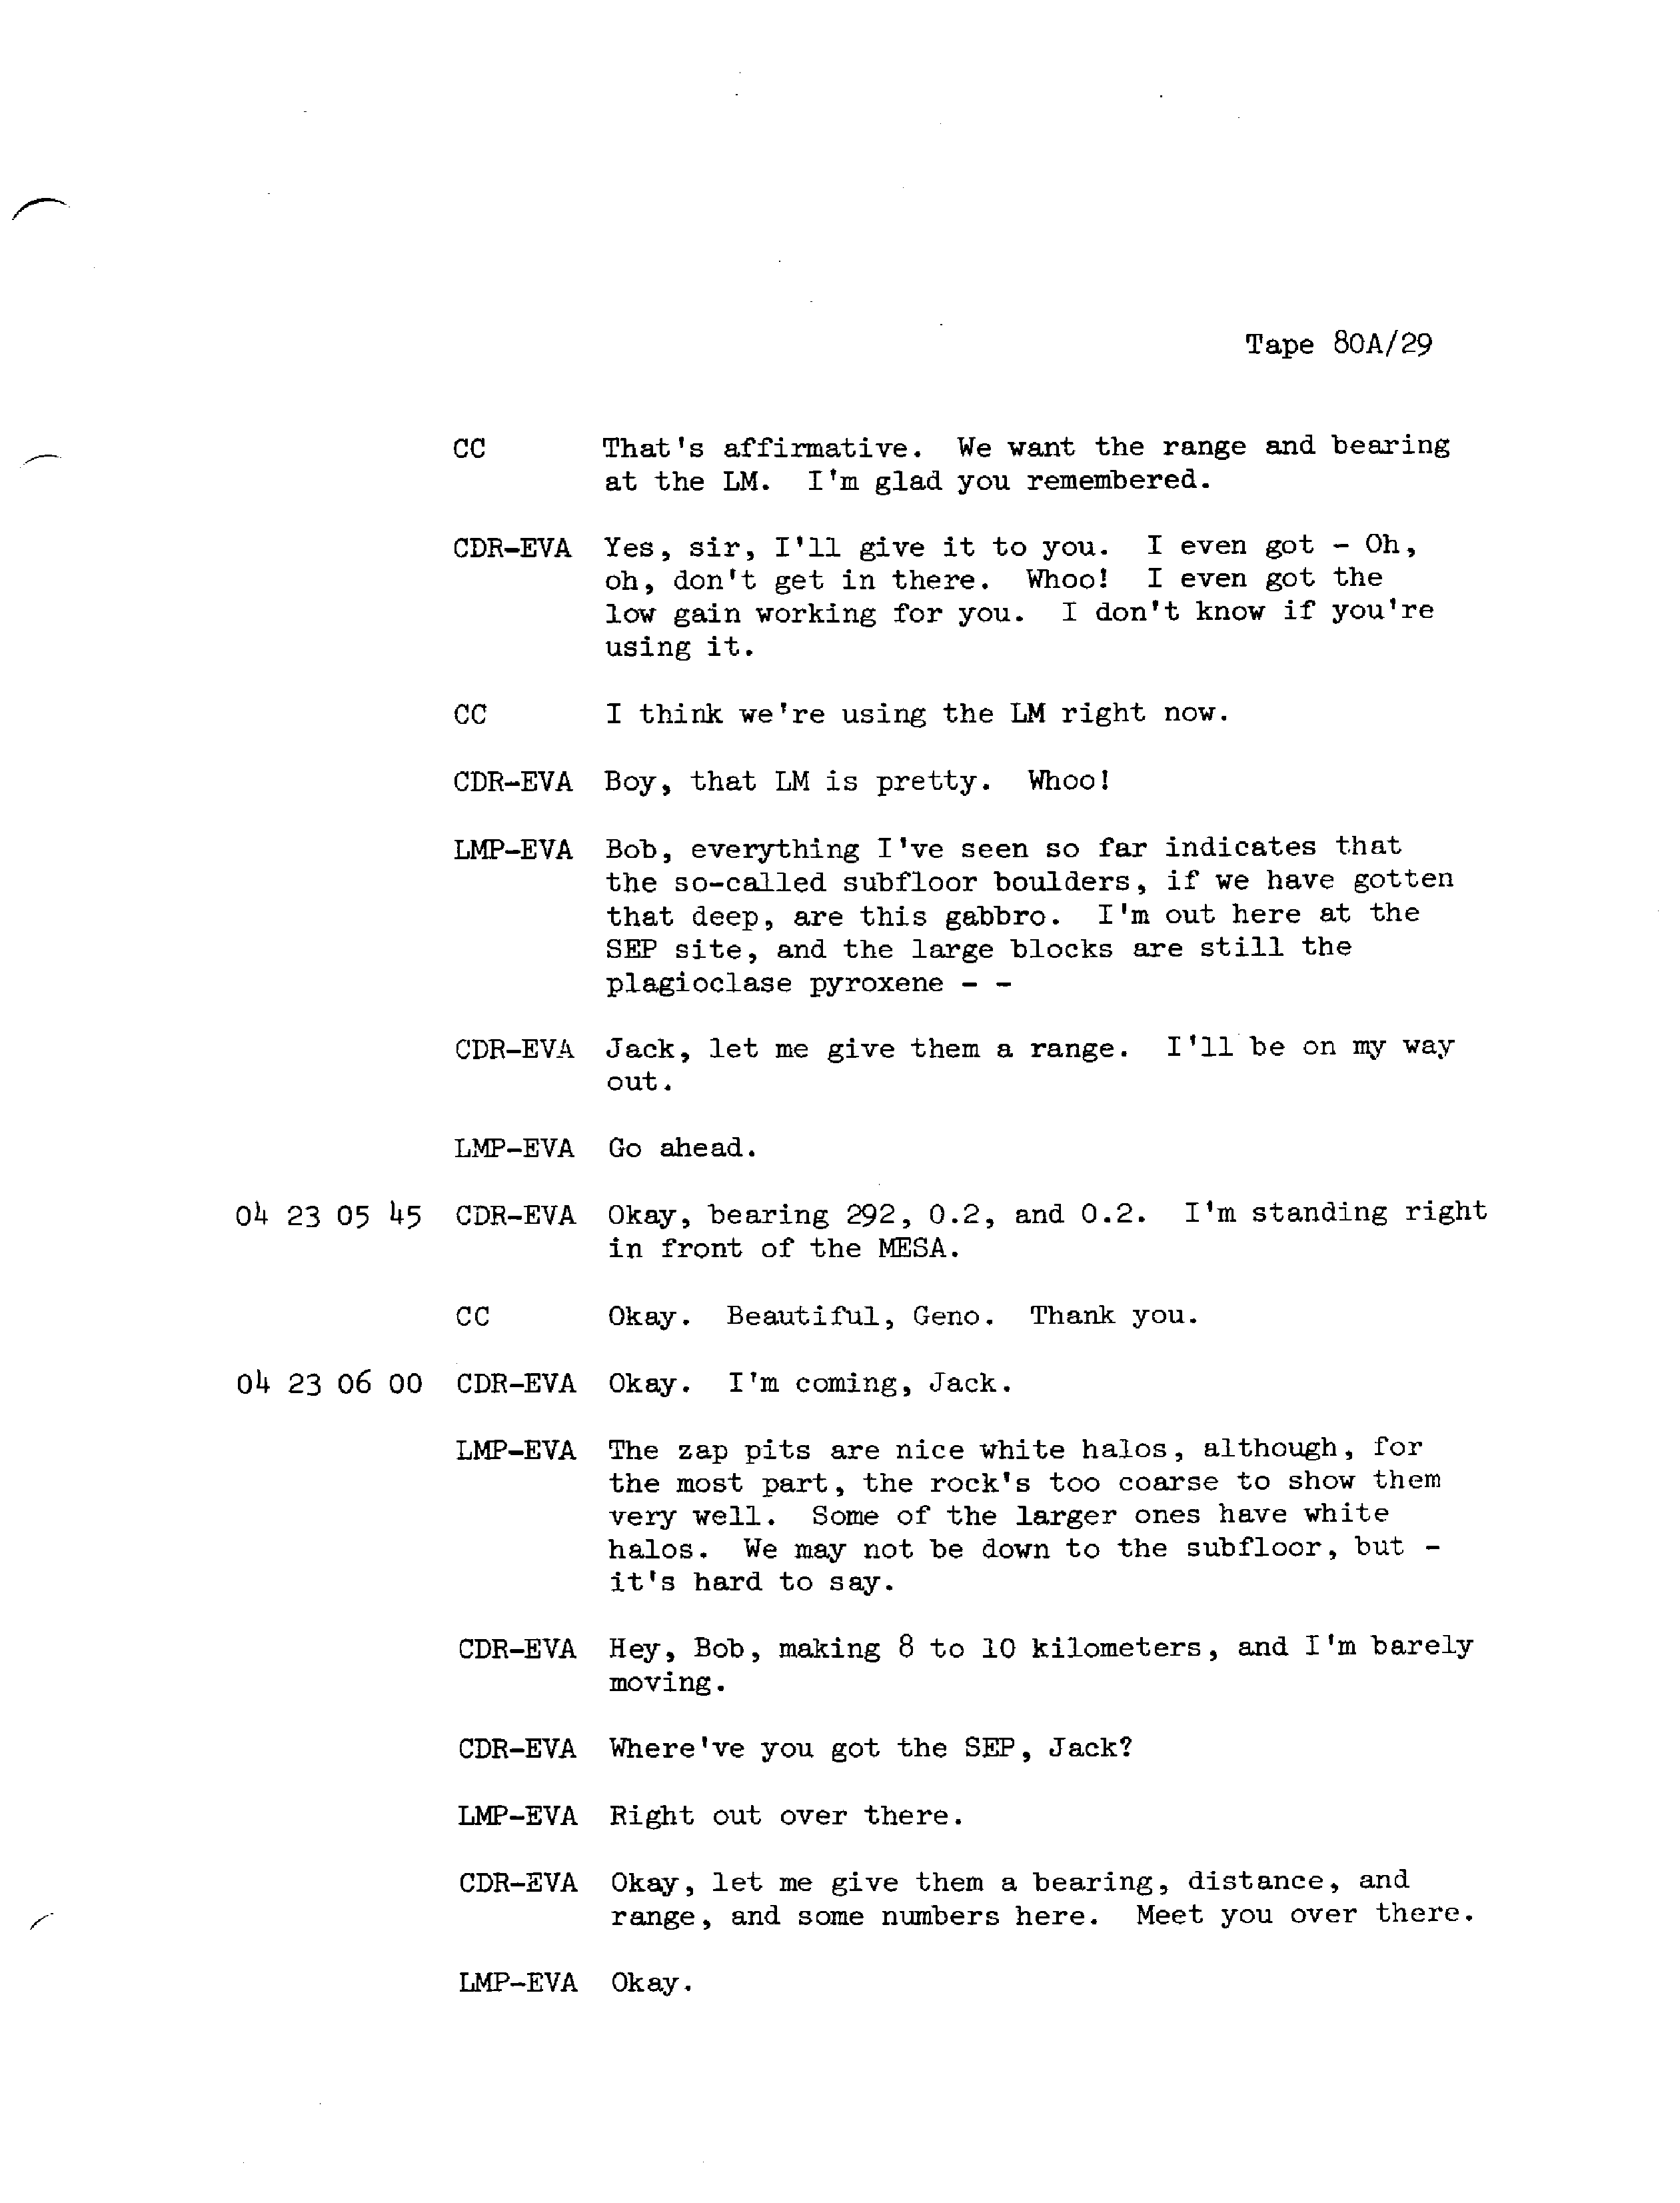 Tape 80A/29
CC That's affirmative. We want the range and bearing
at the LM. I'm glad you remembered.
CDR-EVA Yes, sir, I'll give it to you. I even got - Oh,
oh, don't get in there. Whoo! I even got the
low gain working for you. I don't know if you're
using it.
CC I think we're using the LM right now.
CDR-EVA Boy, that LM is pretty. Whoo!
LMP-EVA Bob, everything I've seen so far indicates that
the so-called subfloor boulders, if we have gotten
that deep, are this gabbro. I'm out here at the
SEP site, and the large blocks are still the
plagioclase pyroxene - -
CDR-EVA Jack, let me give them a range. I'll be on my way
out.
LMP-EVA Go ahead.
04 23 05 45 CDR-EVA Okay, bearing 292, 0.2, and 0.2. I'm standing right
in front of the MESA.
CC Okay. Beautiful, Geno. Thank you.
04 23 06 00 CDR-EVA Okay. I'm coming, Jack.
LMP-EVA The zap pits are nice white halos, although, for
the most part, the rock's too coarse to show them
very well. Some of the larger ones have white
halos. We may not be down to the subfloor, but -
it's hard to say.
CDR-EVA Hey, Bob, making 8 to 10 kilometers, and I'm barely
moving.
CDR-EVA Where've you got the SEP, Jack?
LMP-EVA Right out over there.
CDR-EVA Okay, let me give them a bearing, distance, and
range, and some numbers here. Meet you over there.
LMP-EVA Okay.